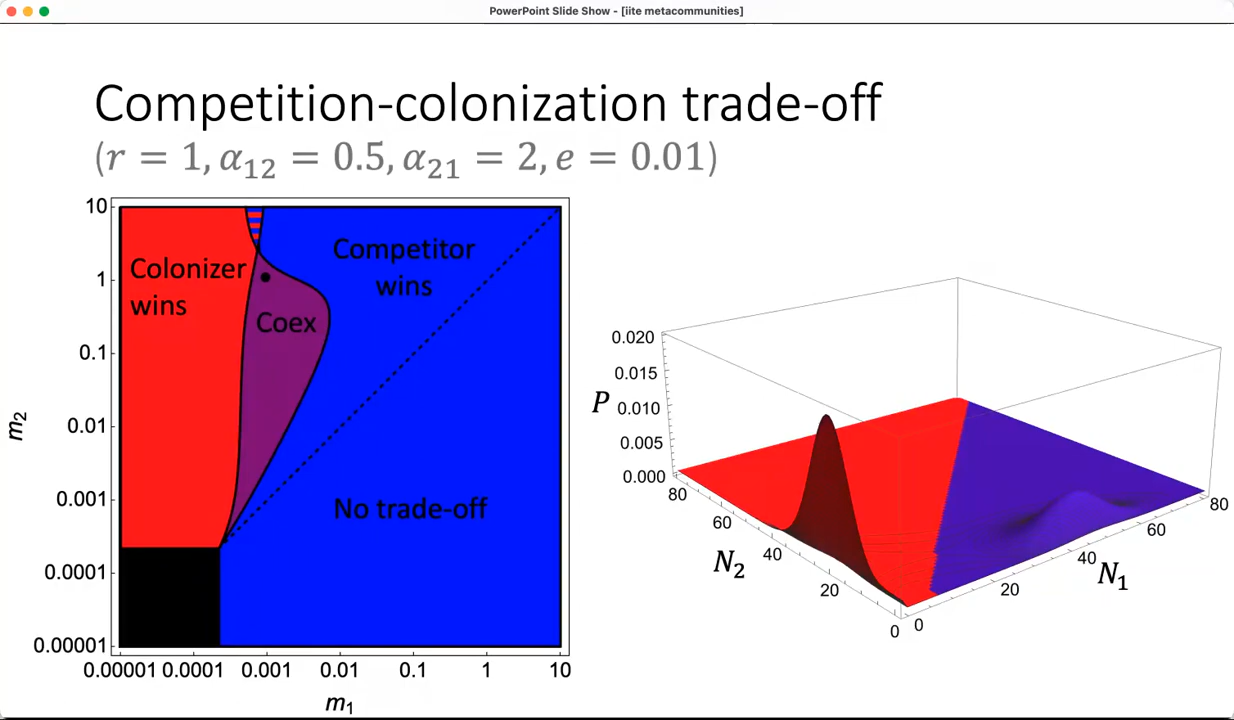 PowerPoint Slide Show - [iite metacommunities]
Competition-colonization trade-off
(r = 1, α₁₂ = 0.5, α₂₁ = 2, e = 0.01)
10
1
0.1
0.01
0.001
0.0001
0.00001
m₂
Colonizer
wins
Competitor
wins
Coex
No trade-off
0.00001 0.0001 0.001 0.01 0.1 1 10
m₁
0.020
0.015
P 0.010
0.005
0.000
80
60
40
20
0
N₂
0
20
40
60
80
N₁